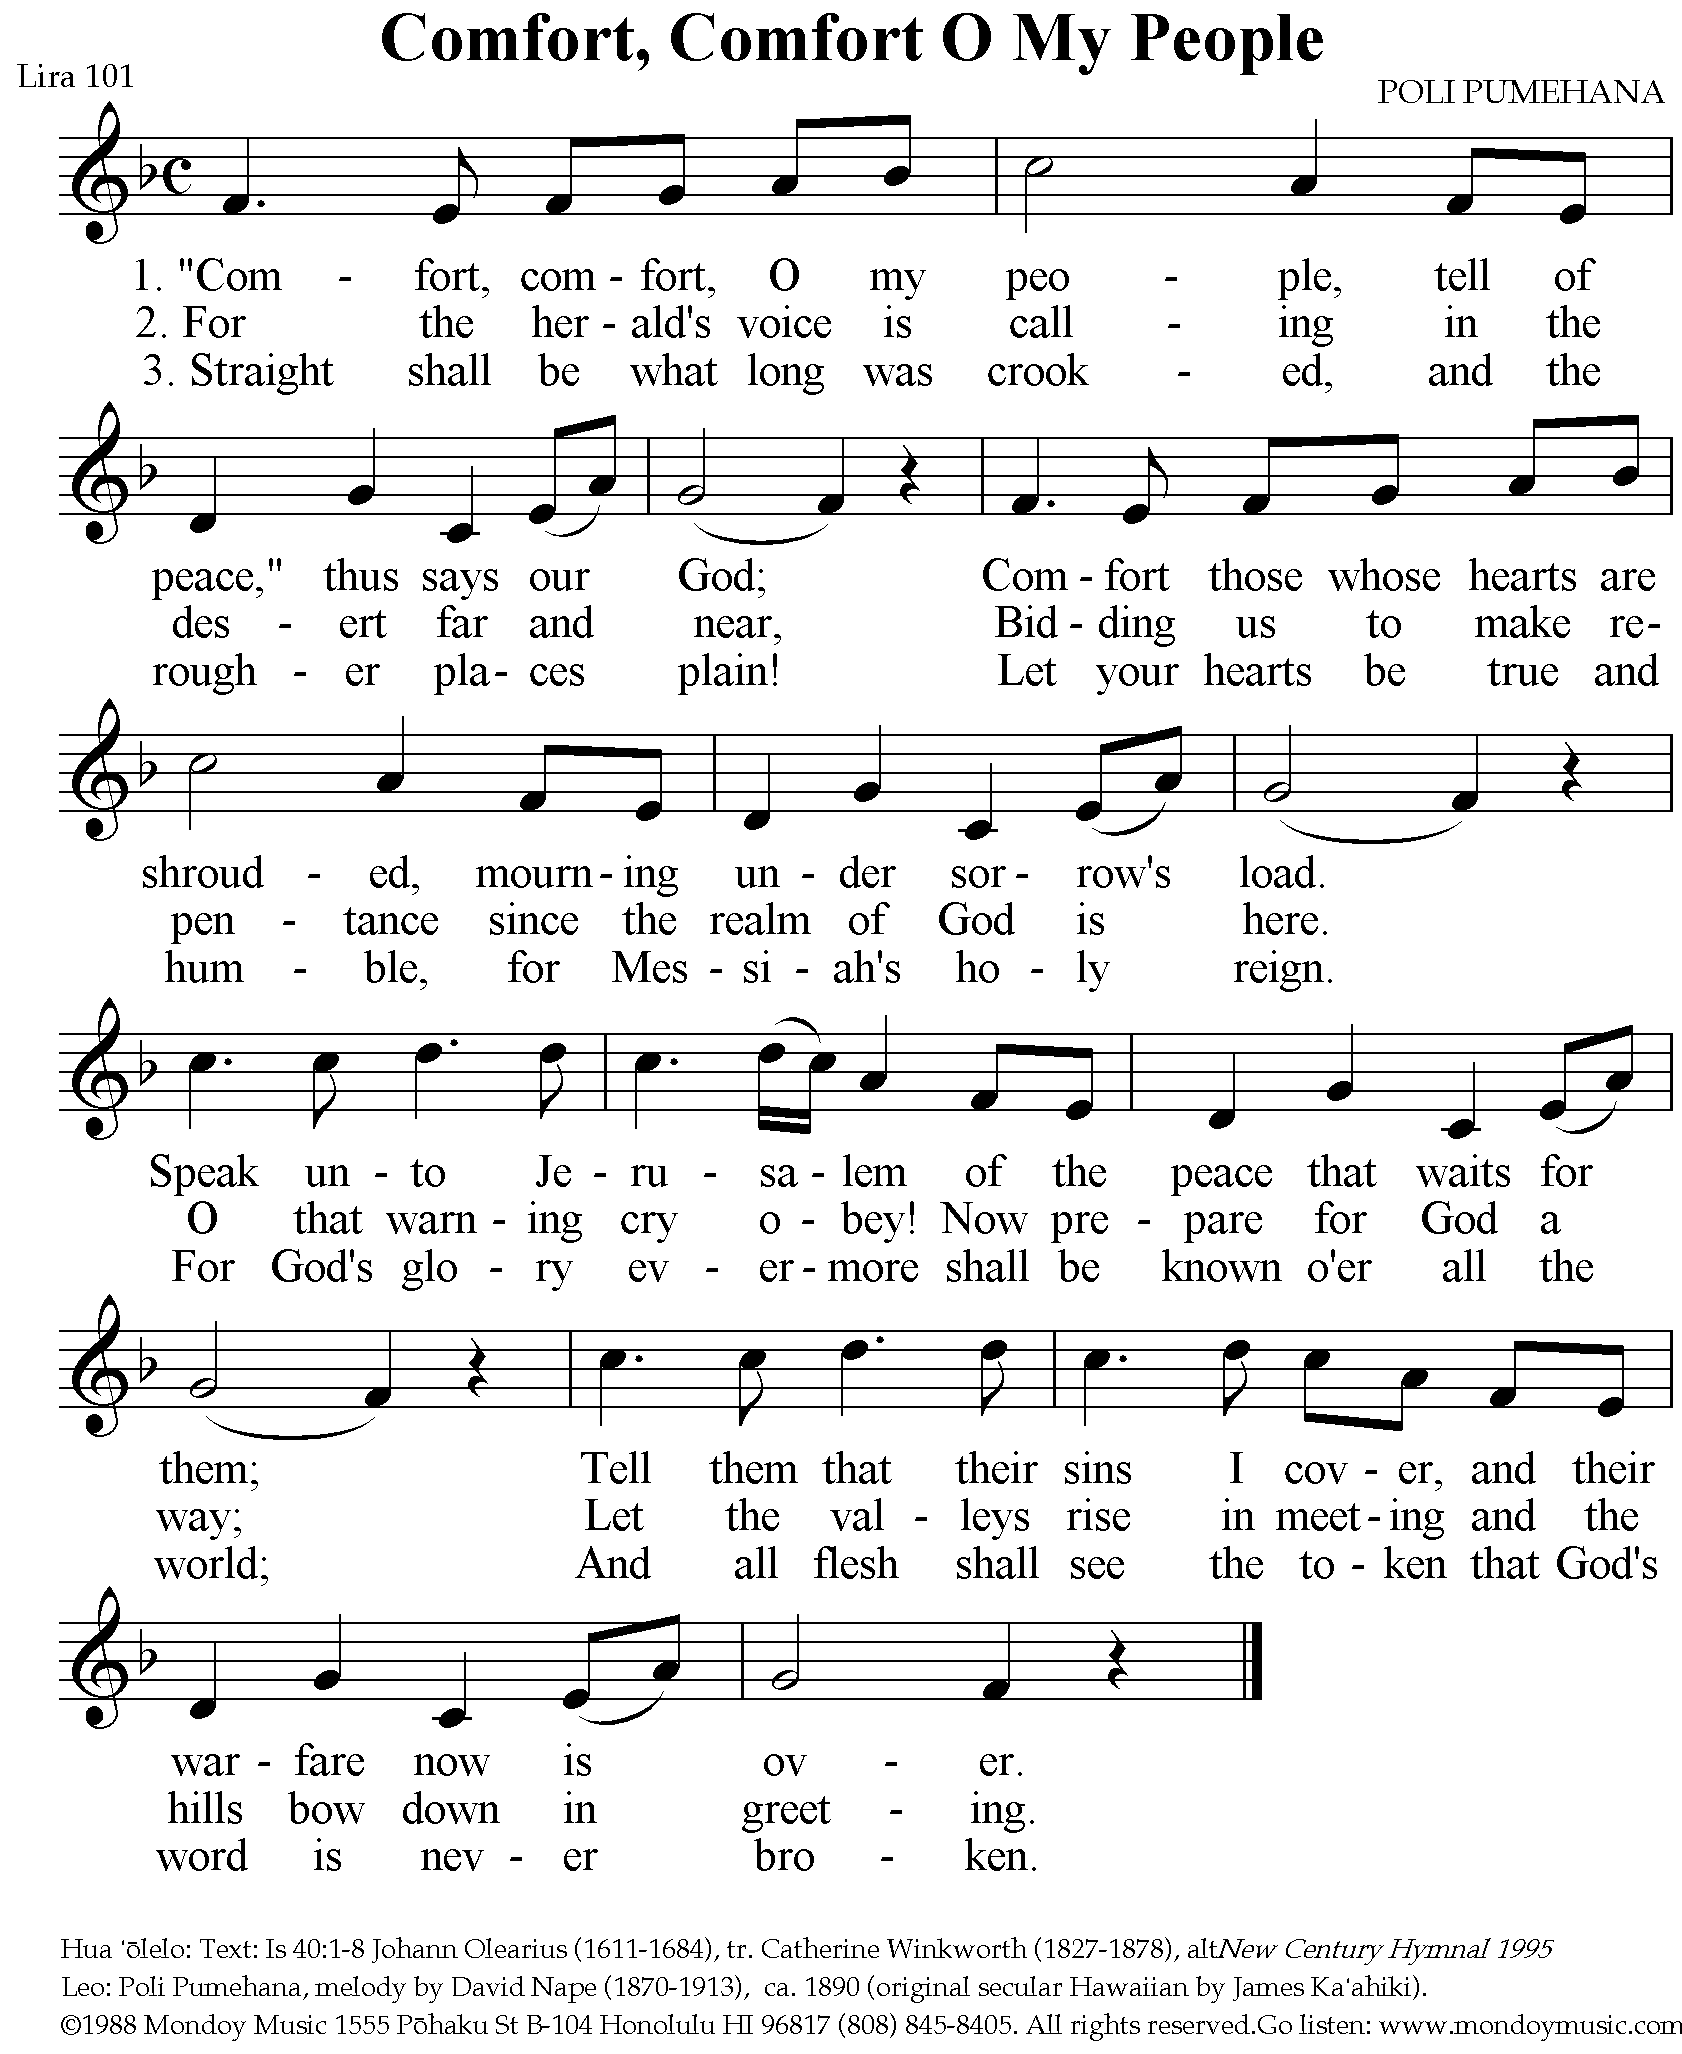 Comfort, Comfort O My People
Lira 101
POLI PUMEHANA
1. "Com - fort, com - fort, O my peo - ple, tell of
2. For the her - ald's voice is call - ing in the
3. Straight shall be what long was crook - ed, and the
peace," thus says our God; Com - fort those whose hearts are
des - ert far and near, Bid - ding us to make re-
rough - er pla- ces plain! Let your hearts be true and
shroud - ed, mourn - ing un - der sor - row's load.
pen - tance since the realm of God is here.
hum - ble, for Mes - si - ah's ho - ly reign.
Speak un - to Je - ru - sa - lem of the peace that waits for
O that warn - ing cry o - bey! Now pre - pare for God a
For God's glo - ry ev - er - more shall be known o'er all the
them; Tell them that their sins I cov - er, and their
way; Let the val - leys rise in meet - ing and the
world; And all flesh shall see the to - ken that God's
war - fare now is ov - er.
hills bow down in greet - ing.
word is nev - er bro - ken.
Hua ʻōlelo: Text: Is 40:1-8 Johann Olearius (1611-1684), tr. Catherine Winkworth (1827-1878), altNew Century Hymnal 1995
Leo: Poli Pumehana, melody by David Nape (1870-1913), ca. 1890 (original secular Hawaiian by James Kaʻahiki).
©1988 Mondoy Music 1555 Pōhaku St B-104 Honolulu HI 96817 (808) 845-8405. All rights reserved.Go listen: www.mondoymusic.com